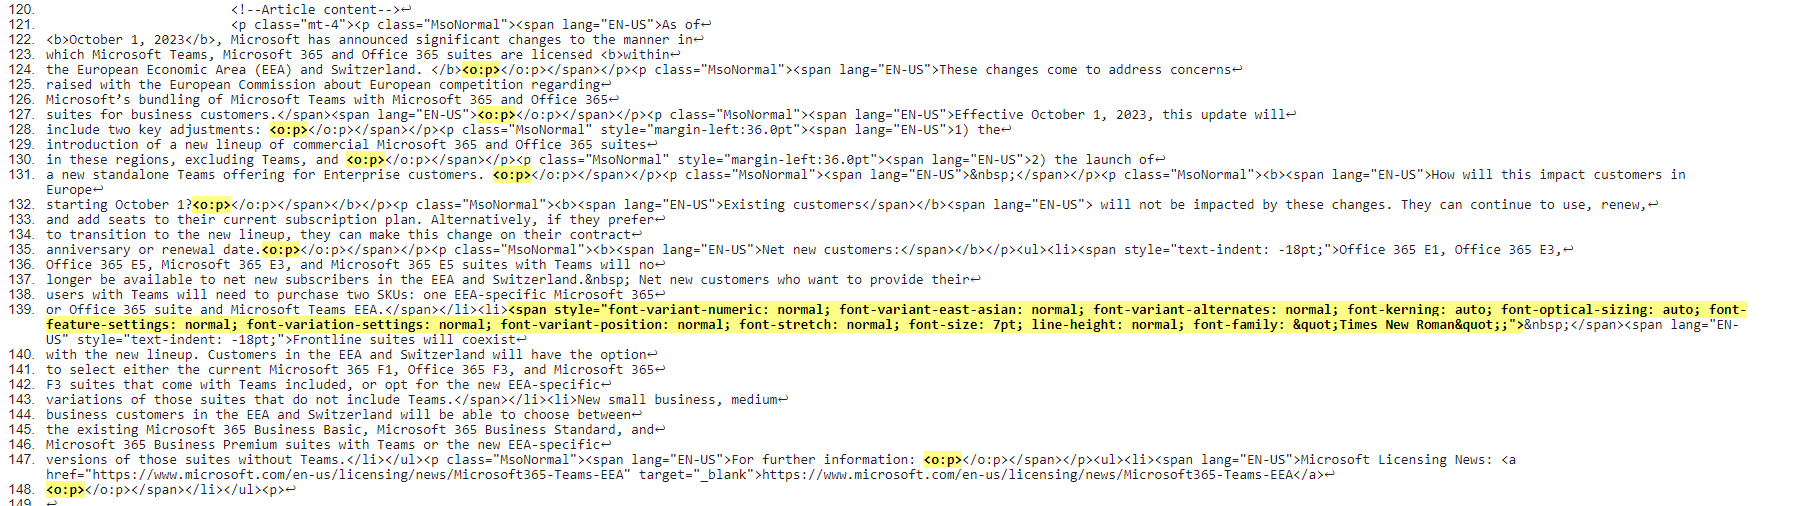 120. <!--Article content-->↩
121. <p class="mt-4"><p class="MsoNormal"><span lang="EN-US">As of↩
122. <b>October 1, 2023</b>, Microsoft has announced significant changes to the manner in↩
123. which Microsoft Teams, Microsoft 365 and Office 365 suites are licensed <b>within↩
124. the European Economic Area (EEA) and Switzerland. </b><o:p></o:p></span></p><p class="MsoNormal"><span lang="EN-US">These changes come to address concerns↩
125. raised with the European Commission about European competition regarding↩
126. Microsoft’s bundling of Microsoft Teams with Microsoft 365 and Office 365↩
127. suites for business customers.</span><span lang="EN-US"><o:p></o:p></span></p><p class="MsoNormal"><span lang="EN-US">Effective October 1, 2023, this update will↩
128. include two key adjustments: <o:p></o:p></span></p><p class="MsoNormal" style="margin-left:36.0pt"><span lang="EN-US">1) the↩
129. introduction of a new lineup of commercial Microsoft 365 and Office 365 suites↩
130. in these regions, excluding Teams, and <o:p></o:p></span></p><p class="MsoNormal" style="margin-left:36.0pt"><span lang="EN-US">2) the launch of↩
131. a new standalone Teams offering for Enterprise customers. <o:p></o:p></span></p><p class="MsoNormal"><span lang="EN-US">&nbsp;</span></p><p class="MsoNormal"><b><span lang="EN-US">How will this impact customers in
Europe↩
132. starting October 1?<o:p></o:p></span></b></p><p class="MsoNormal"><b><span lang="EN-US">Existing customers</span></b><span lang="EN-US"> will not be impacted by these changes. They can continue to use, renew,↩
133. and add seats to their current subscription plan. Alternatively, if they prefer↩
134. to transition to the new lineup, they can make this change on their contract↩
135. anniversary or renewal date.<o:p></o:p></span></p><p class="MsoNormal"><b><span lang="EN-US">Net new customers:</span></b></p><ul><li><span style="text-indent: -18pt;">Office 365 E1, Office 365 E3,↩
136. Office 365 E5, Microsoft 365 E3, and Microsoft 365 E5 suites with Teams will no↩
137. longer be available to net new subscribers in the EEA and Switzerland.&nbsp; Net new customers who want to provide their↩
138. users with Teams will need to purchase two SKUs: one EEA-specific Microsoft 365↩
139. or Office 365 suite and Microsoft Teams EEA.</span></li><li><span style="font-variant-numeric: normal; font-variant-east-asian: normal; font-variant-alternates: normal; font-kerning: auto; font-optical-sizing: auto; font-
feature-settings: normal; font-variation-settings: normal; font-variant-position: normal; font-stretch: normal; font-size: 7pt; line-height: normal; font-family: &quot;Times New Roman&quot;;">&nbsp;</span><span lang="EN-
US" style="text-indent: -18pt;">Frontline suites will coexist↩
140. with the new lineup. Customers in the EEA and Switzerland will have the option↩
141. to select either the current Microsoft 365 F1, Office 365 F3, and Microsoft 365↩
142. F3 suites that come with Teams included, or opt for the new EEA-specific↩
143. variations of those suites that do not include Teams.</span></li><li>New small business, medium↩
144. business customers in the EEA and Switzerland will be able to choose between↩
145. the existing Microsoft 365 Business Basic, Microsoft 365 Business Standard, and↩
146. Microsoft 365 Business Premium suites with Teams or the new EEA-specific↩
147. versions of those suites without Teams.</li></ul><p class="MsoNormal"><span lang="EN-US">For further information: <o:p></o:p></span></p><ul><li><span lang="EN-US">Microsoft Licensing News: <a
href="https://www.microsoft.com/en-us/licensing/news/Microsoft365-Teams-EEA" target="_blank">https://www.microsoft.com/en-us/licensing/news/Microsoft365-Teams-EEA</a>↩
148. <o:p></o:p></span></li></ul><p>↩
149. ↩